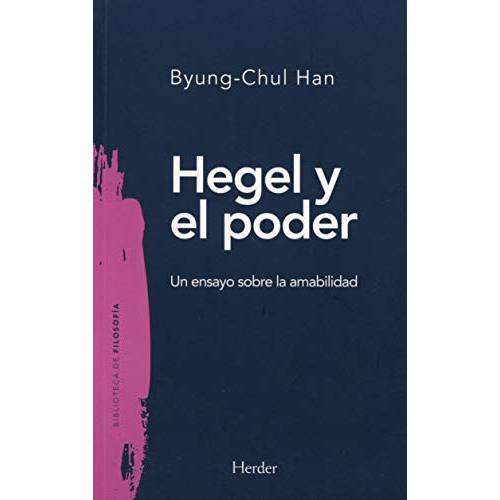 Byung-Chul Han
Hegel y
el poder
Un ensayo sobre la amabilidad
BIBLIOTECA DE FILOSOFÍA
Herder